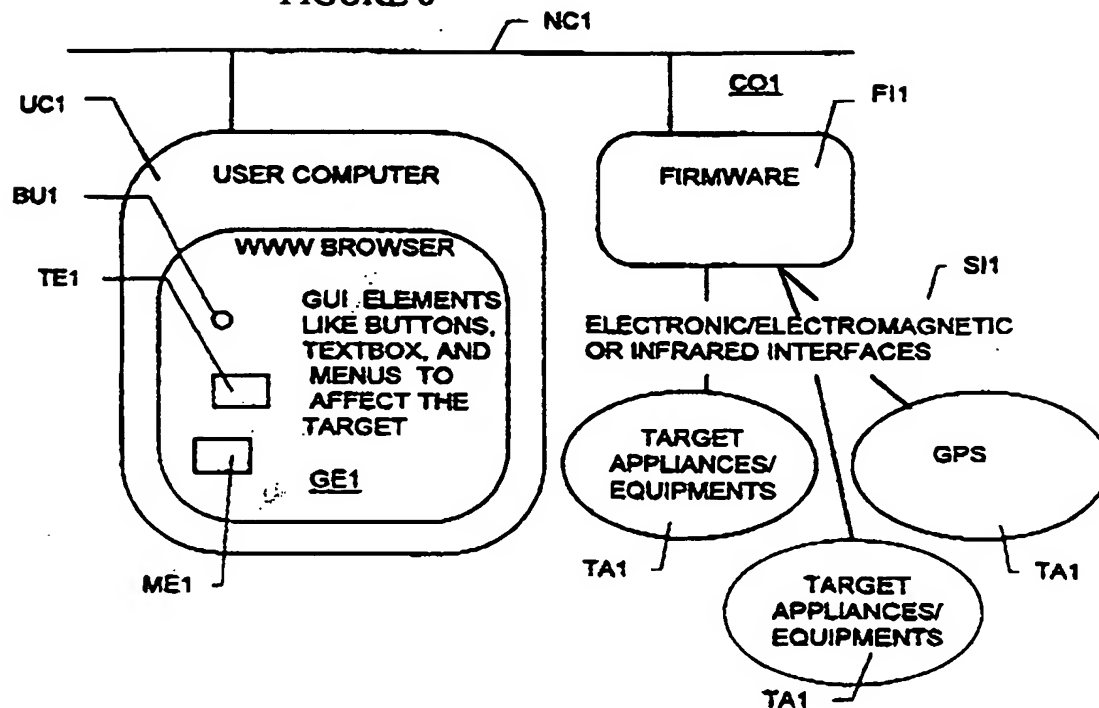 NC1
UC1
CO1
FI1
USER COMPUTER
FIRMWARE
BU1
WWW BROWSER
TE1
SI1
GUI ELEMENTS
LIKE BUTTONS,
TEXTBOX, AND
MENUS TO
AFFECT THE
TARGET
ELECTRONIC/ELECTROMAGNETIC
OR INFRARED INTERFACES
TARGET
APPLIANCES/
EQUIPMENTS
GPS
GE1
ME1
TA1
TA1
TARGET
APPLIANCES/
EQUIPMENTS
TA1